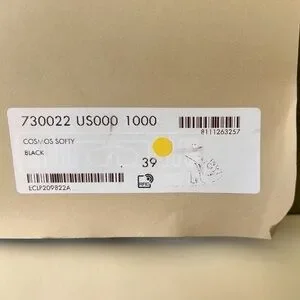 730022 US000 1000
8111263257
COSMOS SOFTY
BLACK
. 39
ECLP209822A